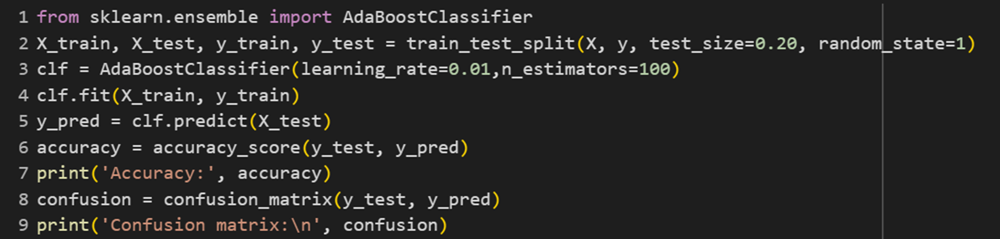 1 from sklearn.ensemble import AdaBoostClassifier
2 X_train, X_test, y_train, y_test = train_test_split(X, y, test_size=0.20, random_state=1)
3 clf = AdaBoostClassifier(learning_rate=0.01,n_estimators=100)
4 clf.fit(X_train, y_train)
5 y_pred = clf.predict(X_test)
6 accuracy = accuracy_score(y_test, y_pred)
7 print('Accuracy:', accuracy)
8 confusion = confusion_matrix(y_test, y_pred)
9 print('Confusion matrix:\n', confusion)